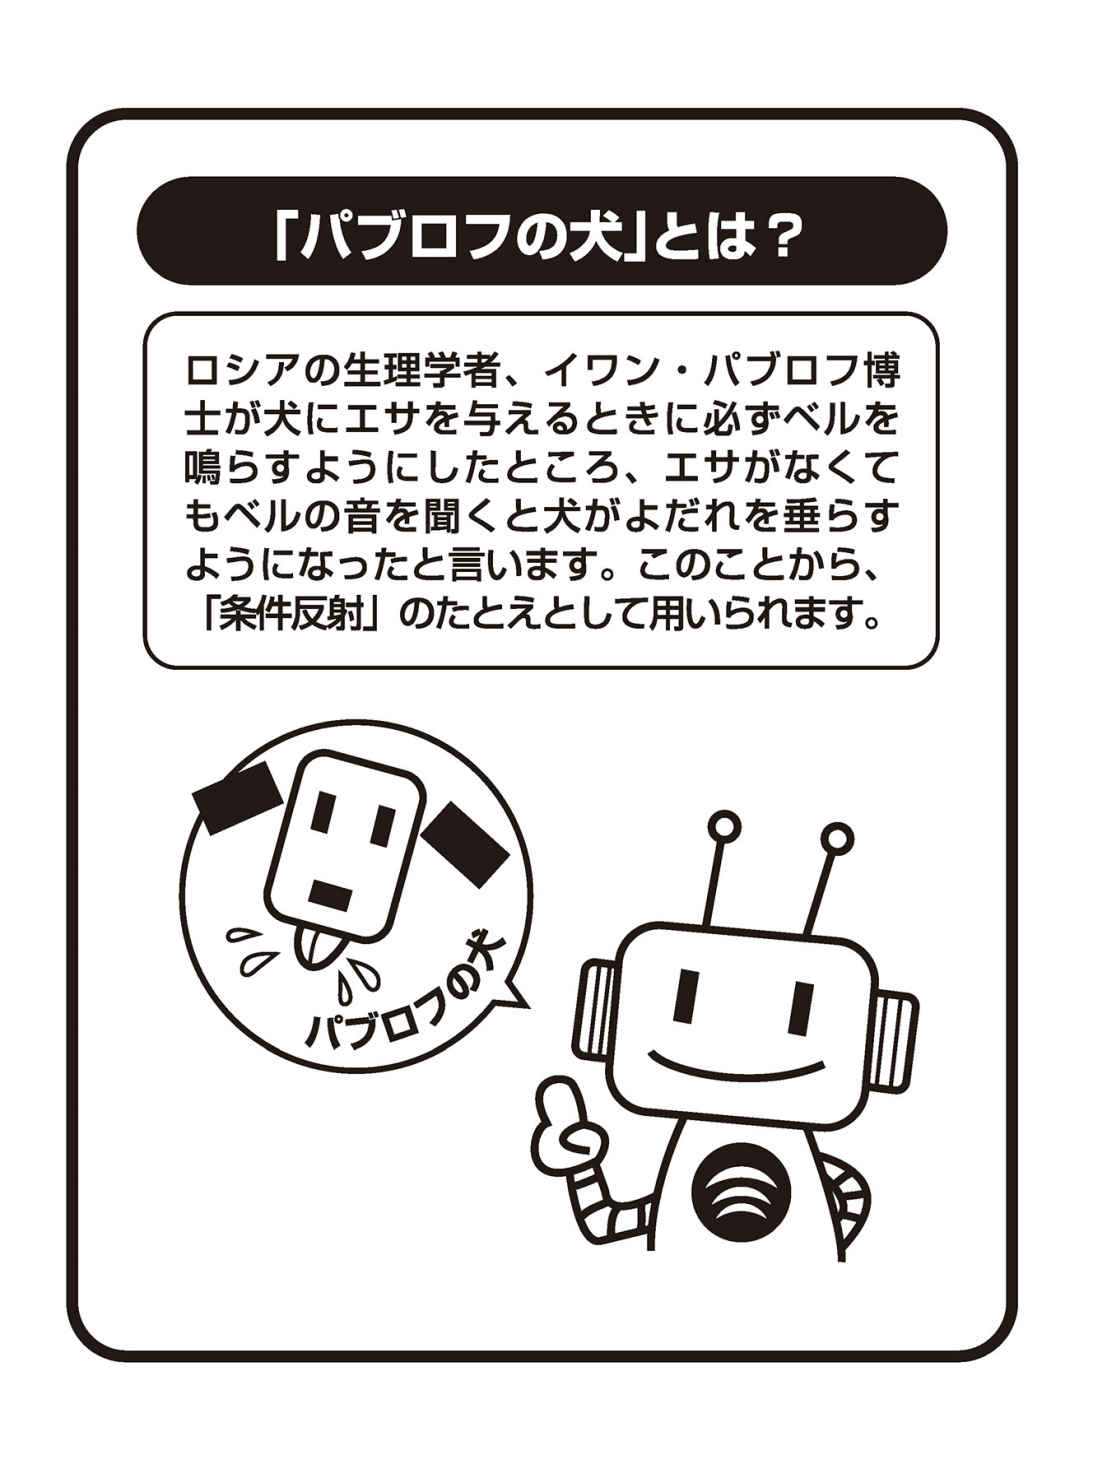 「パブロフの犬」とは？
ロシアの生理学者、イワン・パブロフ博
士が犬にエサを与えるときに必ずベルを
鳴らすようにしたところ、エサがなくて
もベルの音を聞くと犬がよだれを垂らす
ようになったと言います。このことから、
「条件反射」のたとえとして用いられます。
パブロフの犬